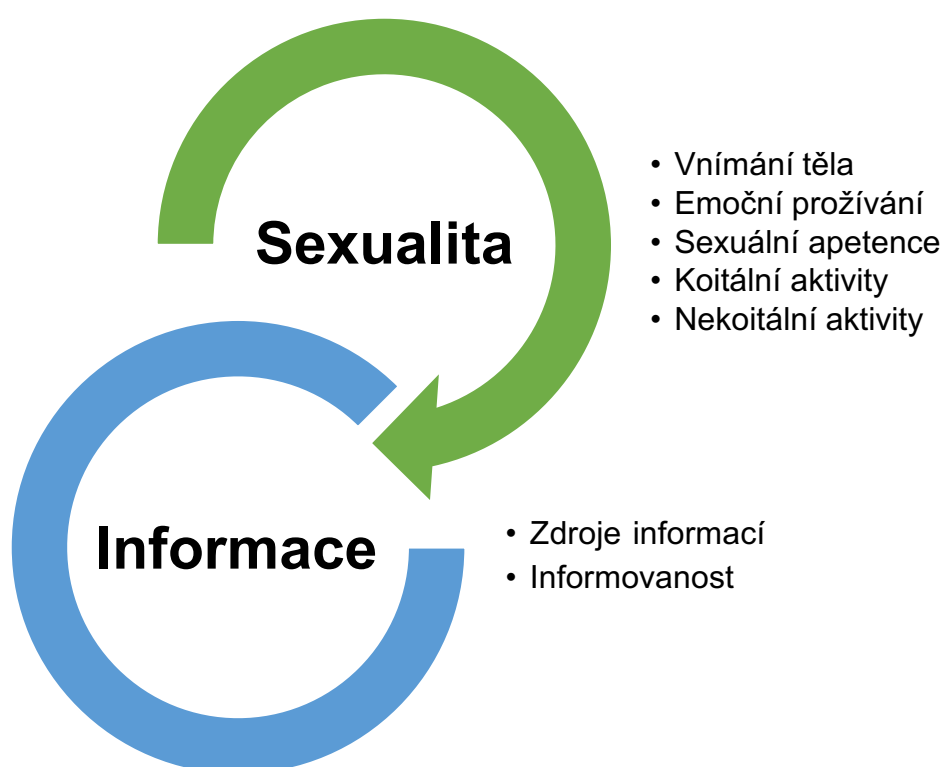 Sexualita
• Vnímání těla
• Emoční prožívání
• Sexuální apetence
• Koitální aktivity
• Nekoitální aktivity
Informace
• Zdroje informací
• Informovanost